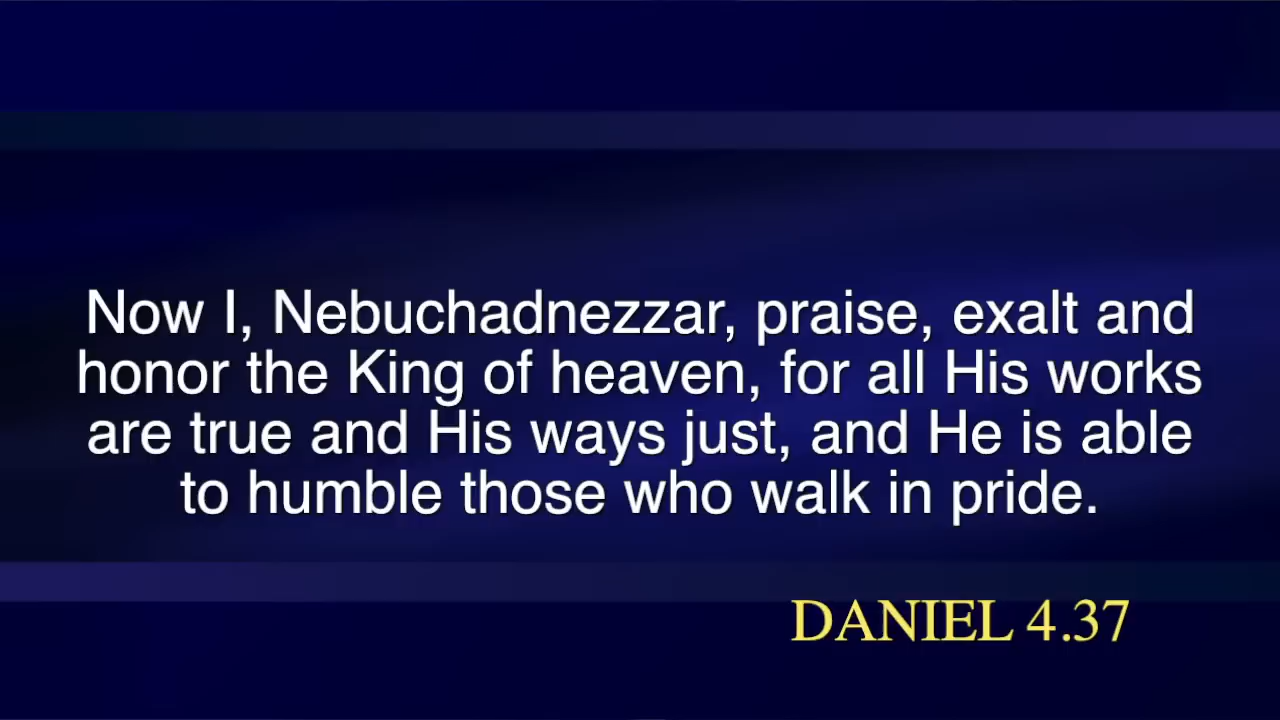 Now I, Nebuchadnezzar, praise, exalt and
honor the King of heaven, for all His works
are true and His ways just, and He is able
to humble those who walk in pride.
DANIEL 4.37